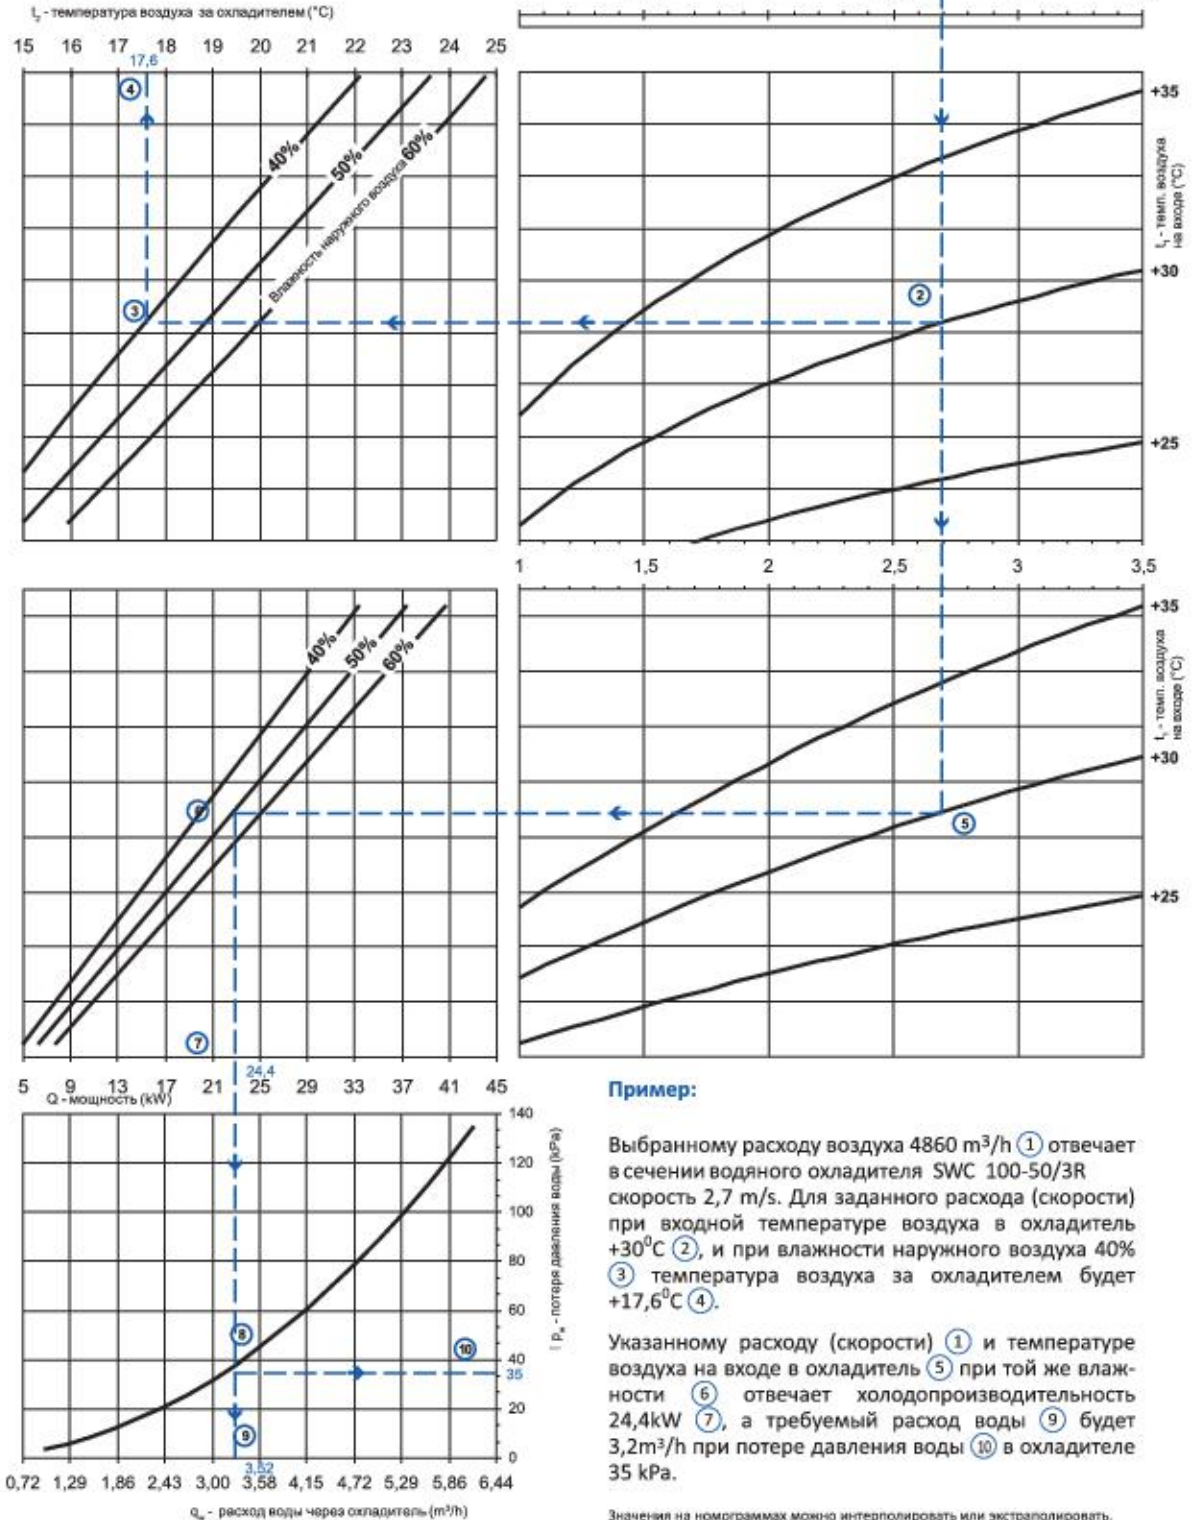 t₂ - температура воздуха за охладителем (°C)
15 16 17 18 19 20 21 22 23 24 25
17,6
4
40%
50%
60%
Влажность наружного воздуха
3
2
+35
+30
+25
t₁ - темп. воздуха
на входе (°C)
1 1,5 2 2,5 3 3,5
40%
50%
60%
6
7
5
+35
+30
+25
t₁ - темп. воздуха
на входе (°C)
24,4
5 9 13 17 21 25 29 33 37 41 45
Q - мощность (kW)
140
120
100
80
60
40
35
20
0
p_w - потеря давления воды (kPa)
8
10
9
3,52
0,72 1,29 1,86 2,43 3,00 3,58 4,15 4,72 5,29 5,86 6,44
q_w - расход воды через охладитель (m³/h)
Пример:
Выбранному расходу воздуха 4860 m³/h ① отвечает
в сечении водяного охладителя SWC 100-50/3R
скорость 2,7 m/s. Для заданного расхода (скорости)
при входной температуре воздуха в охладитель
+30⁰C ②, и при влажности наружного воздуха 40%
③ температура воздуха за охладителем будет
+17,6⁰C ④.
Указанному расходу (скорости) ① и температуре
воздуха на входе в охладитель ⑤ при той же влаж-
ности ⑥ отвечает холодопроизводительность
24,4kW ⑦, а требуемый расход воды ⑨ будет
3,2m³/h при потере давления воды ⑩ в охладителе
35 kPa.
Значения на номограммах можно интерполировать или экстраполировать.